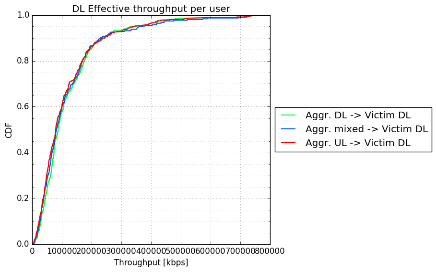 DL Effective throughput per user
1.0
0.8
0.6
0.4
0.2
0.0
CDF
0 100000 200000 300000 400000 500000 600000 700000 800000
Throughput [kbps]
Aggr. DL -> Victim DL
Aggr. mixed -> Victim DL
Aggr. UL -> Victim DL